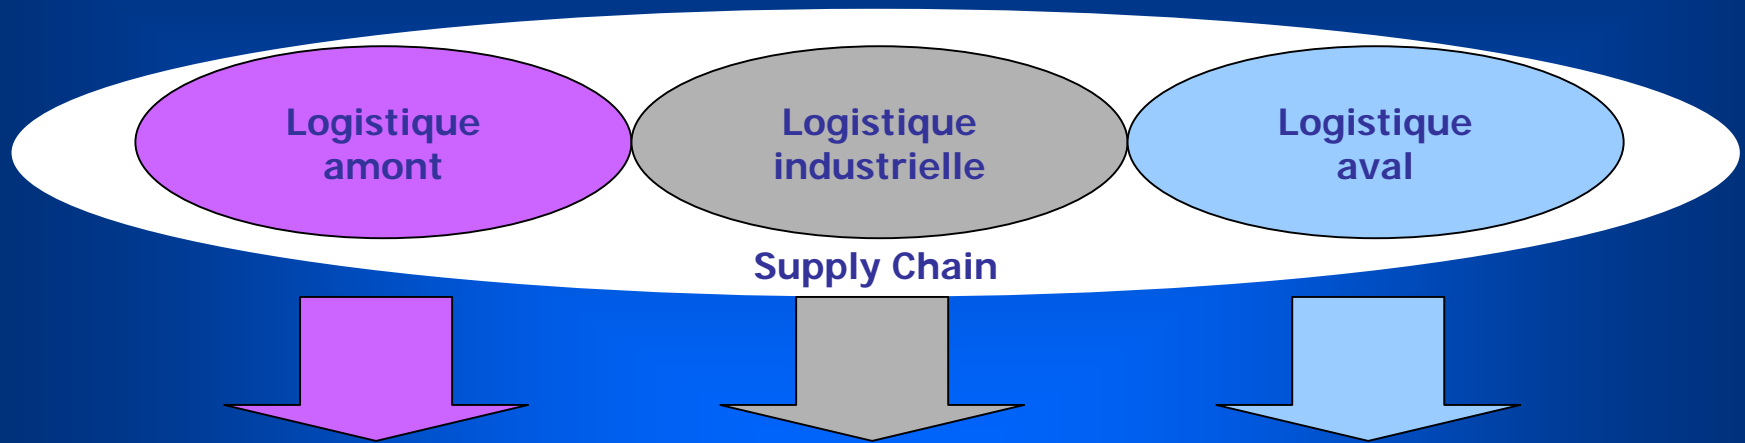 Logistique
amont
Logistique
industrielle
Logistique
aval
Supply Chain